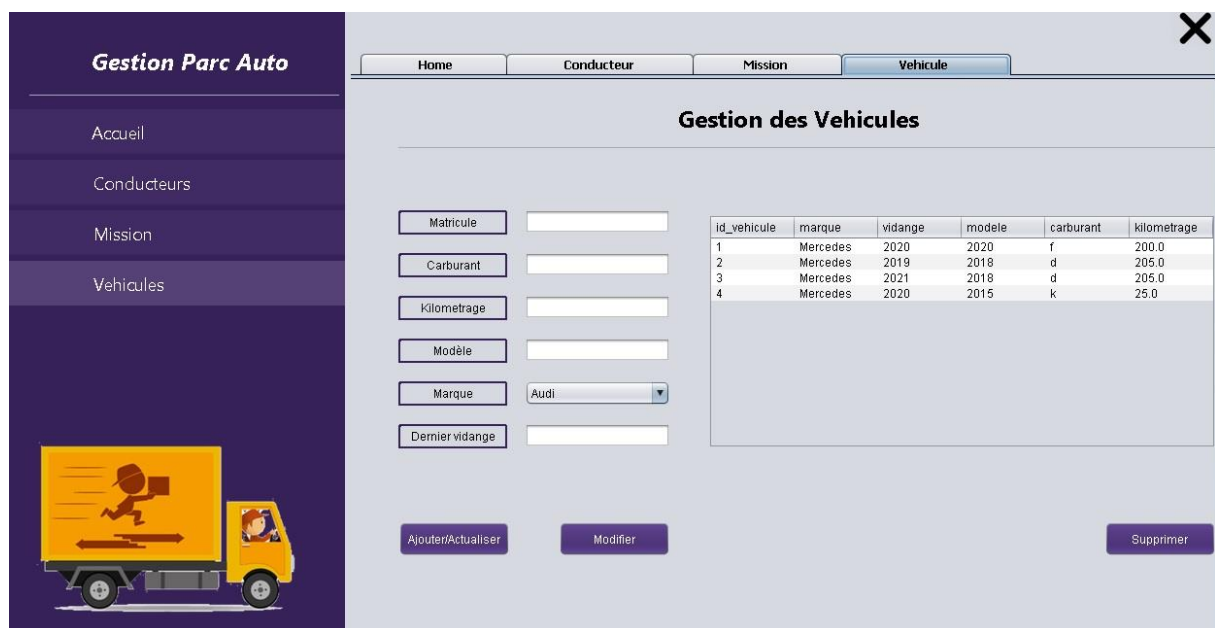 Gestion Parc Auto
Accueil
Conducteurs
Mission
Vehicules
Home Conducteur Mission Vehicule
Gestion des Vehicules
Matricule
Carburant
Kilometrage
Modèle
Marque Audi
Dernier vidange
id_vehicule marque vidange modele carburant kilometrage
1 Mercedes 2020 2020 f 200.0
2 Mercedes 2019 2018 d 205.0
3 Mercedes 2021 2018 d 205.0
4 Mercedes 2020 2015 k 25.0
Ajouter/Actualiser Modifier Supprimer